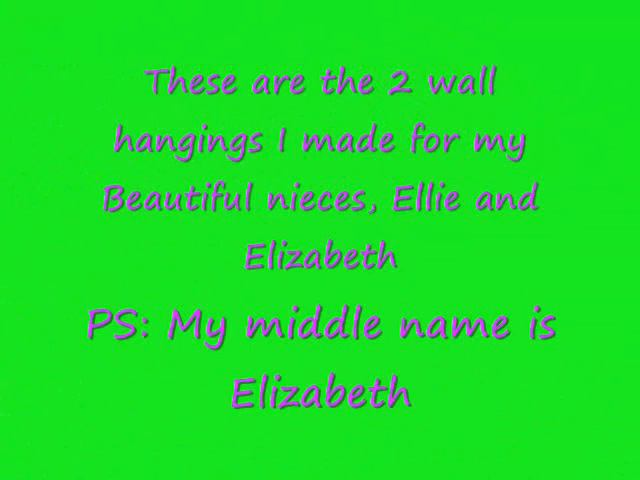 These are the 2 wall
hangings I made for my
Beautiful nieces, Ellie and
Elizabeth
PS: My middle name is
Elizabeth